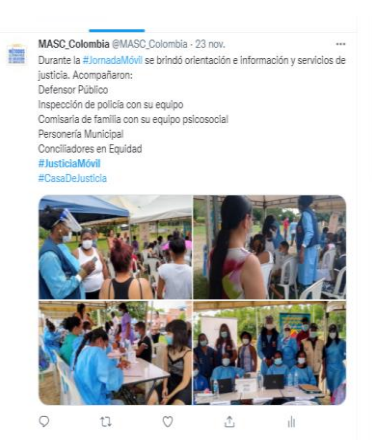 MASC_Colombia @MASC_Colombia · 23 nov.
Durante la #JornadaMóvil se brindó orientación e información y servicios de
justicia. Acompañaron:
Defensor Público
Inspección de policía con su equipo
Comisaria de familia con su equipo psicosocial
Personería Municipal
Conciliadores en Equidad
#JusticiaMóvil
#CasaDeJusticia